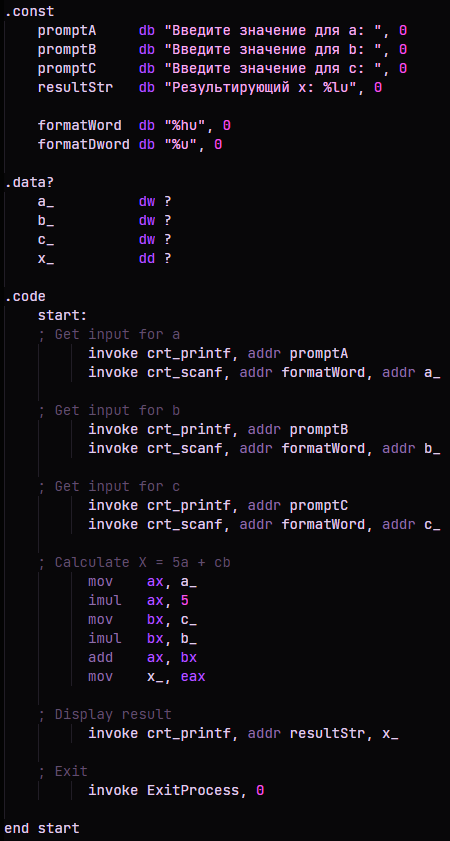 .const
promptA db "Введите значение для a: ", 0
promptB db "Введите значение для b: ", 0
promptC db "Введите значение для c: ", 0
resultStr db "Результирующий x: %lu", 0
formatWord db "%hu", 0
formatDword db "%u", 0
.data?
a_ dw ?
b_ dw ?
c_ dw ?
x_ dd ?
.code
start:
; Get input for a
invoke crt_printf, addr promptA
invoke crt_scanf, addr formatWord, addr a_
; Get input for b
invoke crt_printf, addr promptB
invoke crt_scanf, addr formatWord, addr b_
; Get input for c
invoke crt_printf, addr promptC
invoke crt_scanf, addr formatWord, addr c_
; Calculate X = 5a + cb
mov ax, a_
imul ax, 5
mov bx, c_
imul bx, b_
add ax, bx
mov x_, eax
; Display result
invoke crt_printf, addr resultStr, x_
; Exit
invoke ExitProcess, 0
end start